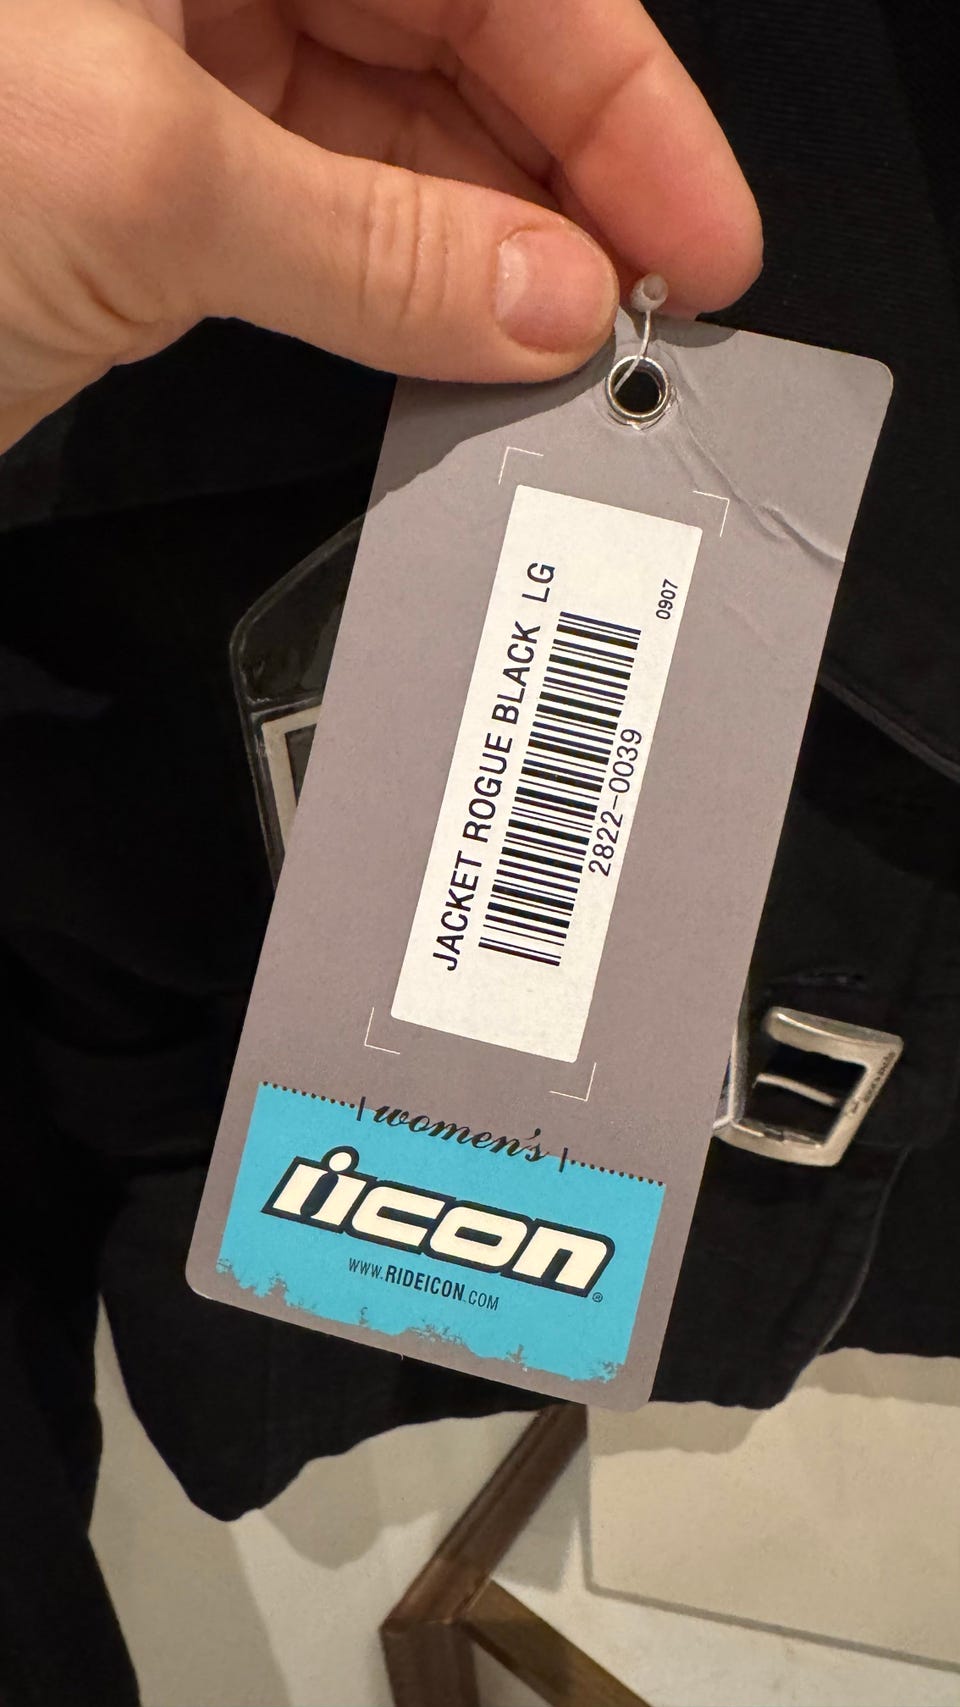 JACKET ROGUE BLACK LG
2822-0039
0907
women's
icon®
WWW.RIDEICON.COM